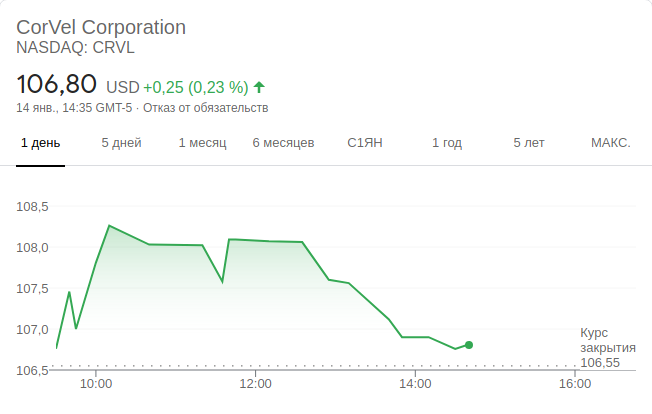 CorVel Corporation
NASDAQ: CRVL
106,80 USD +0,25 (0,23 %)
14 янв., 14:35 GMT-5 · Отказ от обязательств
1 день 5 дней 1 месяц 6 месяцев С1ЯН 1 год 5 лет МАКС.
108,5
108,0
107,5
107,0
106,5
Курс
закрытия
106,55
10:00 12:00 14:00 16:00